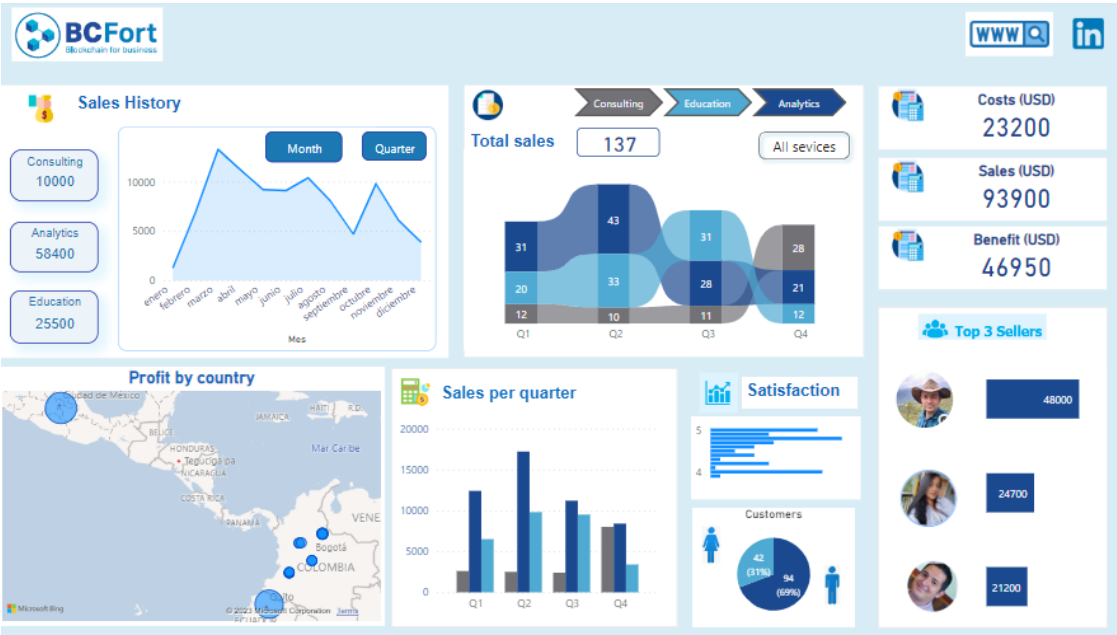 BCFort
Blockchain for business
WWW
in
Sales History
Consulting
10000
Analytics
58400
Education
25500
Month
Quarter
10000
5000
0
enero
febrero
marzo
abril
mayo
junio
julio
agosto
septiembre
octubre
noviembre
diciembre
Mes
Consulting
Education
Analytics
Total sales
137
All sevices
31
20
12
43
33
10
31
28
11
28
21
12
Q1
Q2
Q3
Q4
Costs (USD)
23200
Sales (USD)
93900
Benefit (USD)
46950
Profit by country
Ciudad de México
JAMAICA
HAITÍ
R.D.
BELICE
HONDURAS
Tegucigalpa
NICARAGUA
Mar Caribe
COSTA RICA
PANAMÁ
VENE
Bogotá
COLOMBIA
Quito
ECUADOR
Microsoft Bing
© 2023 Microsoft Corporation
Terms
Sales per quarter
20000
15000
10000
5000
0
Q1
Q2
Q3
Q4
Satisfaction
5
4
Customers
42
(31%)
94
(69%)
Top 3 Sellers
48000
24700
21200